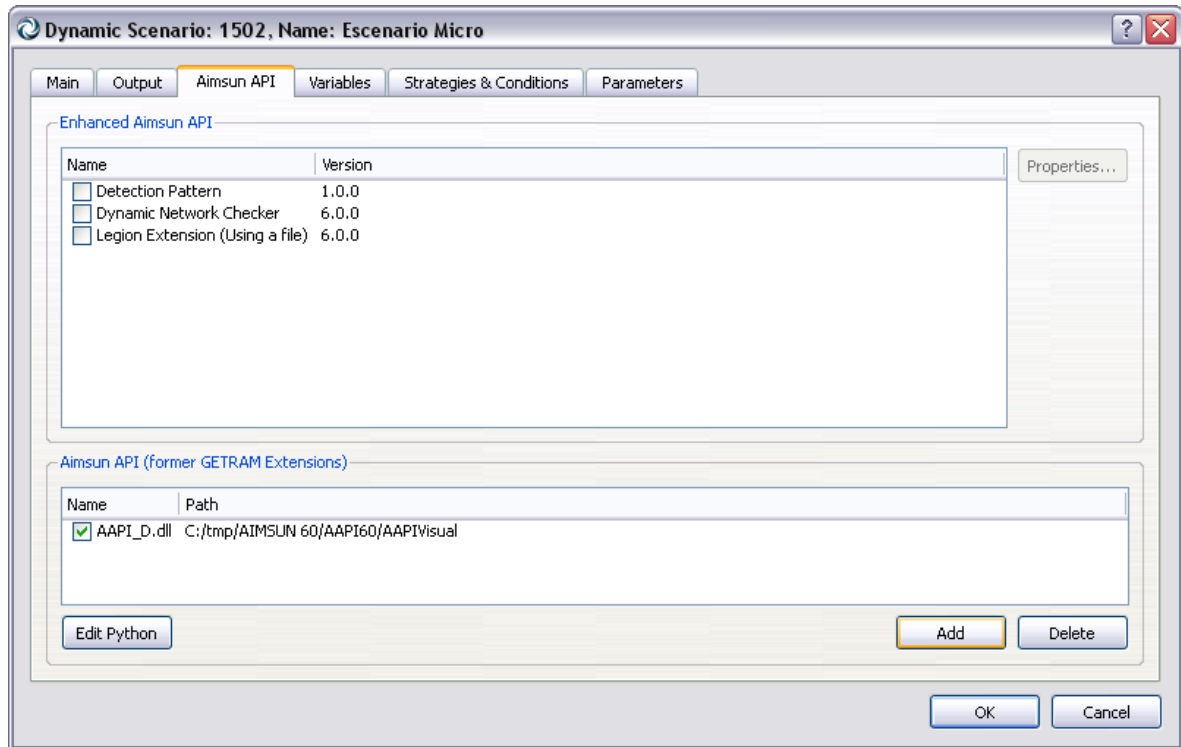 Dynamic Scenario: 1502, Name: Escenario Micro
?
Main Output Aimsun API Variables Strategies & Conditions Parameters
Enhanced Aimsun API
Name Version
Properties...
Detection Pattern 1.0.0
Dynamic Network Checker 6.0.0
Legion Extension (Using a file) 6.0.0
Aimsun API (former GETRAM Extensions)
Name Path
AAPI_D.dll C:/tmp/AIMSUN 60/AAPI60/AAPIVisual
Edit Python Add Delete
OK Cancel